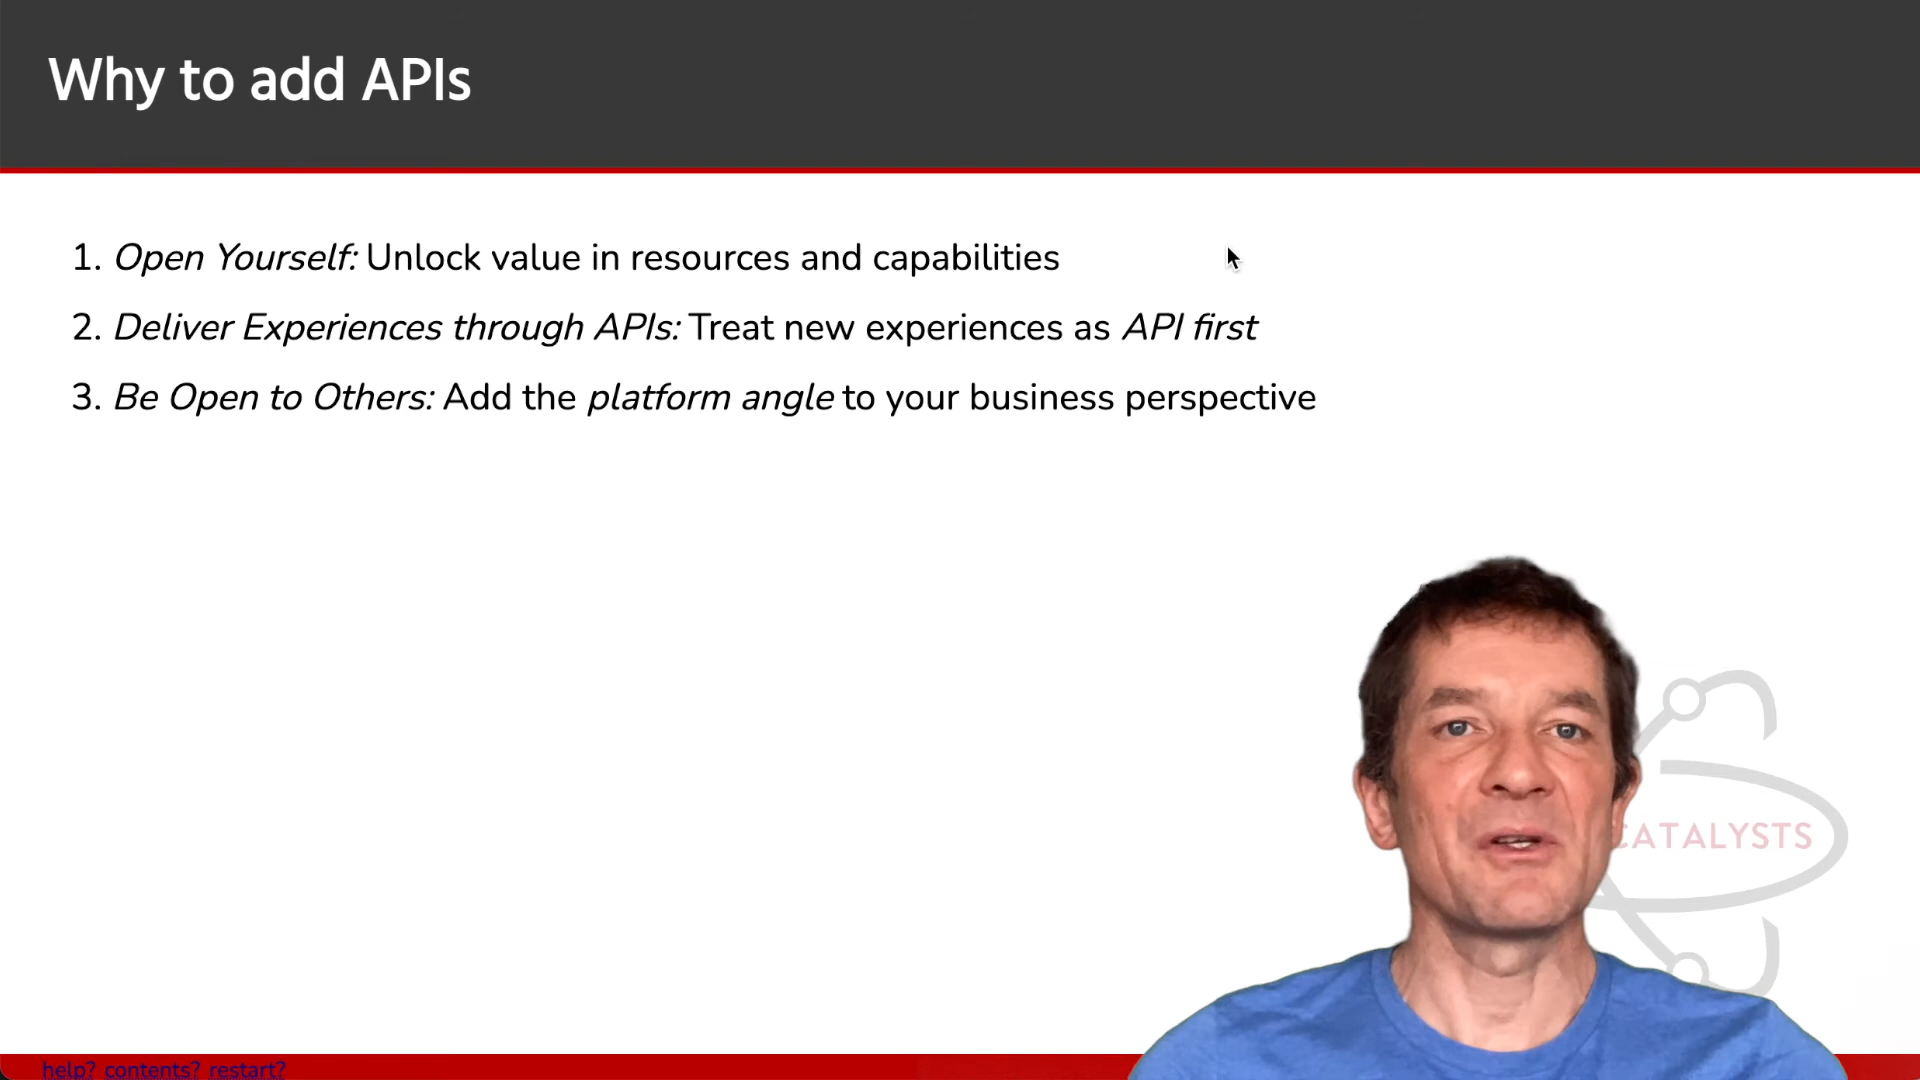 Why to add APIs
1. Open Yourself: Unlock value in resources and capabilities
2. Deliver Experiences through APIs: Treat new experiences as API first
3. Be Open to Others: Add the platform angle to your business perspective
CATALYSTS
help? contents? restart?